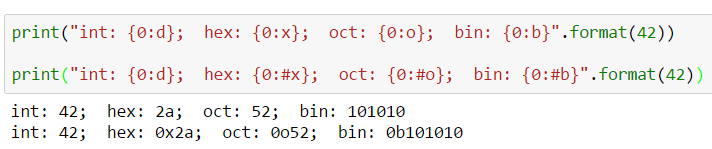 print("int: {0:d};  hex: {0:x};  oct: {0:o};  bin: {0:b}".format(42))
print("int: {0:d};  hex: {0:#x};  oct: {0:#o};  bin: {0:#b}".format(42))
int: 42;  hex: 2a;  oct: 52;  bin: 101010
int: 42;  hex: 0x2a;  oct: 0o52;  bin: 0b101010